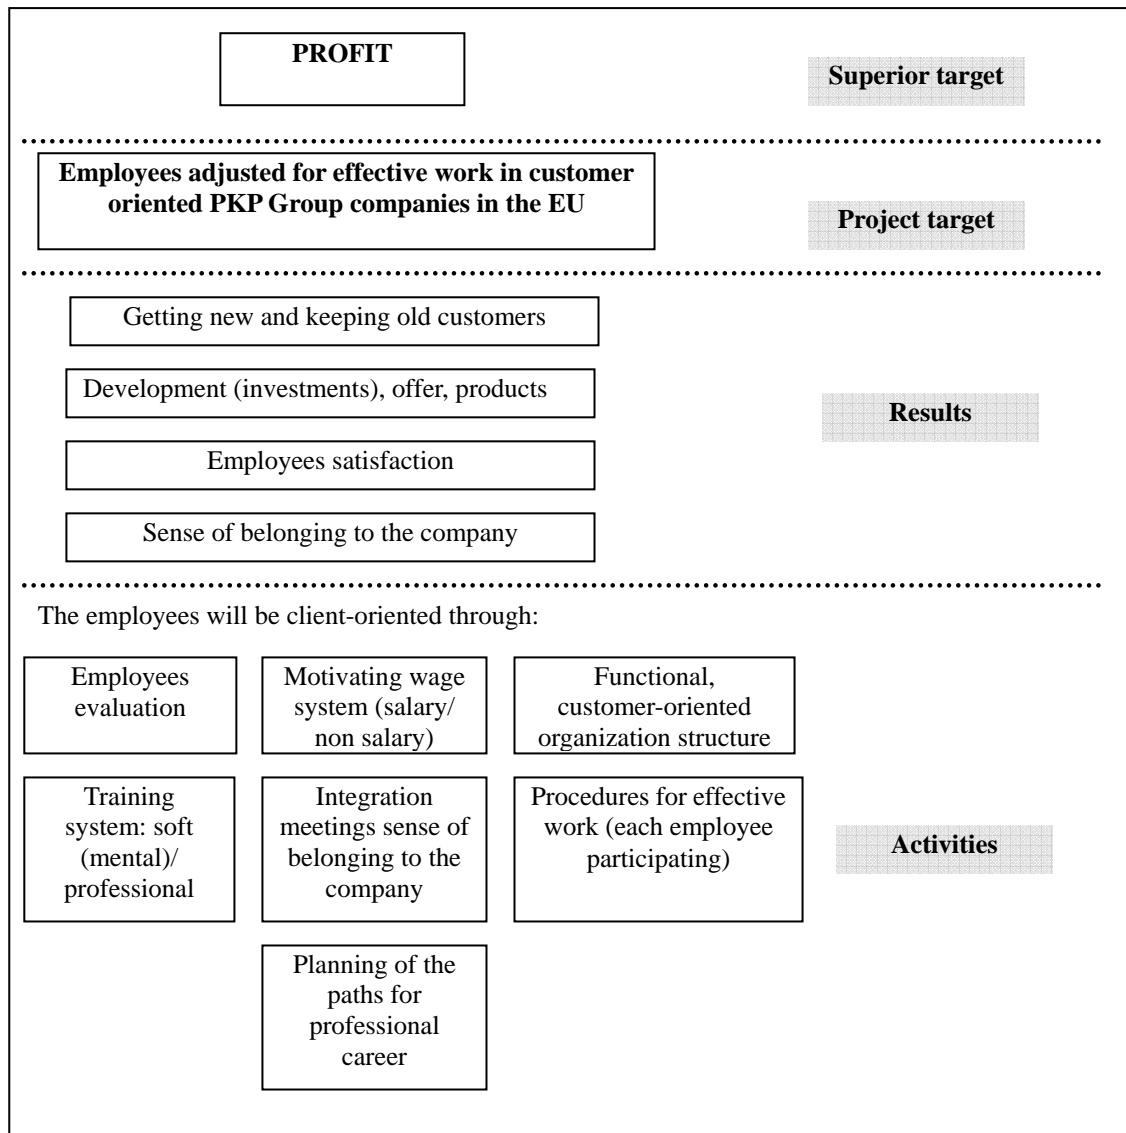 PROFIT
Superior target
Employees adjusted for effective work in customer
oriented PKP Group companies in the EU
Project target
Getting new and keeping old customers
Development (investments), offer, products
Employees satisfaction
Sense of belonging to the company
Results
The employees will be client-oriented through:
Employees
evaluation
Motivating wage
system (salary/
non salary)
Functional,
customer-oriented
organization structure
Training
system: soft
(mental)/
professional
Integration
meetings sense of
belonging to the
company
Procedures for effective
work (each employee
participating)
Activities
Planning of the
paths for
professional
career